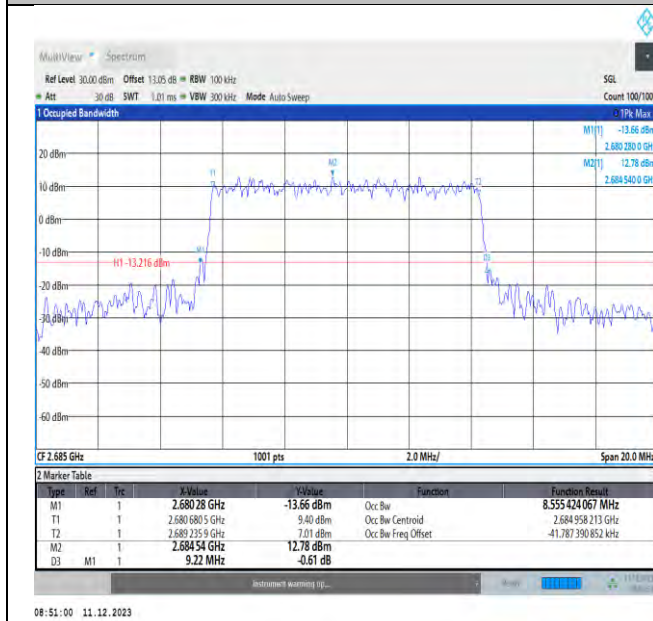 MultiView Spectrum
Ref Level 30.00 dBm Offset 13.05 dB RBW 100 kHz SGL
Att 30 dB SWT 1.01 ms VBW 300 kHz Mode Auto Sweep Count 100/100
1 Occupied Bandwidth 1Pk Max
M1[1] -13.66 dBm
2.680 280 0 GHz
20 dBm
M2[1] 12.78 dBm
2.684 540 0 GHz
M2
T1
T2
10 dBm
0 dBm
-10 dBm
M1
D3
H1 -13.216 dBm
-20 dBm
-30 dBm
-40 dBm
-50 dBm
-60 dBm
CF 2.685 GHz 1001 pts 2.0 MHz/ Span 20.0 MHz
2 Marker Table
Type Ref Trc X-Value Y-Value Function Function Result
M1 1 2.680 28 GHz -13.66 dBm Occ Bw 8.555 424 067 MHz
T1 1 2.680 680 5 GHz 9.40 dBm Occ Bw Centroid 2.684 958 213 GHz
T2 1 2.689 235 9 GHz 7.01 dBm Occ Bw Freq Offset -41.787 390 852 kHz
M2 1 2.684 54 GHz 12.78 dBm
D3 M1 1 9.22 MHz -0.61 dB
Instrument warming up...
08:51:00 11.12.2023